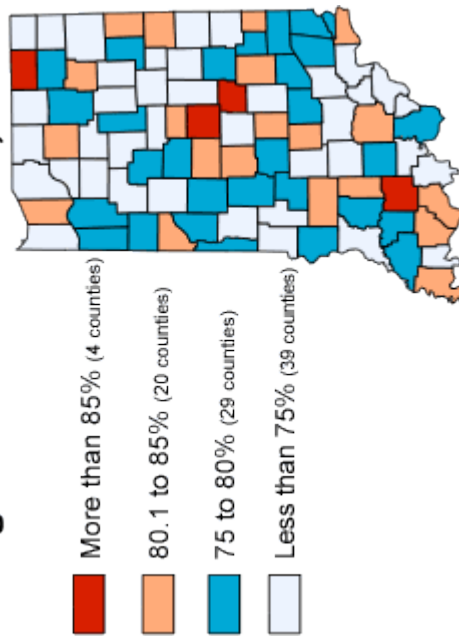 More than 85% (4 counties)
80.1 to 85% (20 counties)
75 to 80% (29 counties)
Less than 75% (39 counties)